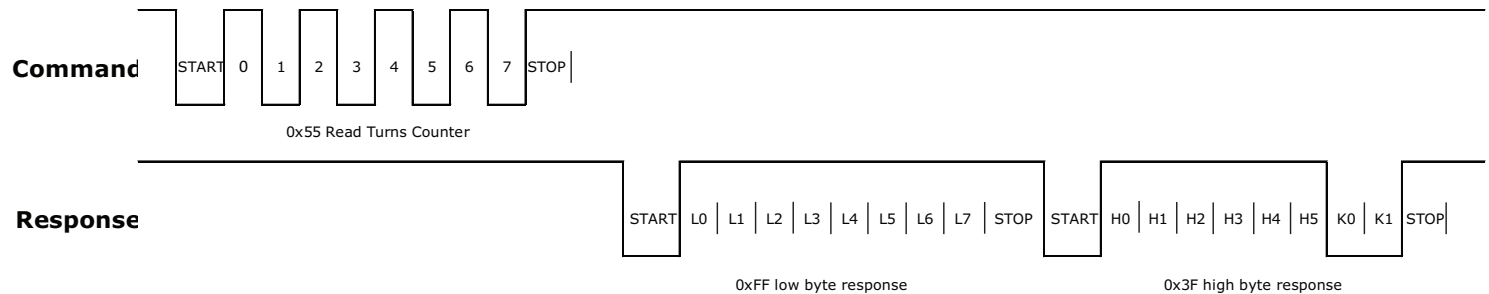 Command START 0 1 2 3 4 5 6 7 STOP
0x55 Read Turns Counter
Response START L0 L1 L2 L3 L4 L5 L6 L7 STOP START H0 H1 H2 H3 H4 H5 K0 K1 STOP
0xFF low byte response 0x3F high byte response